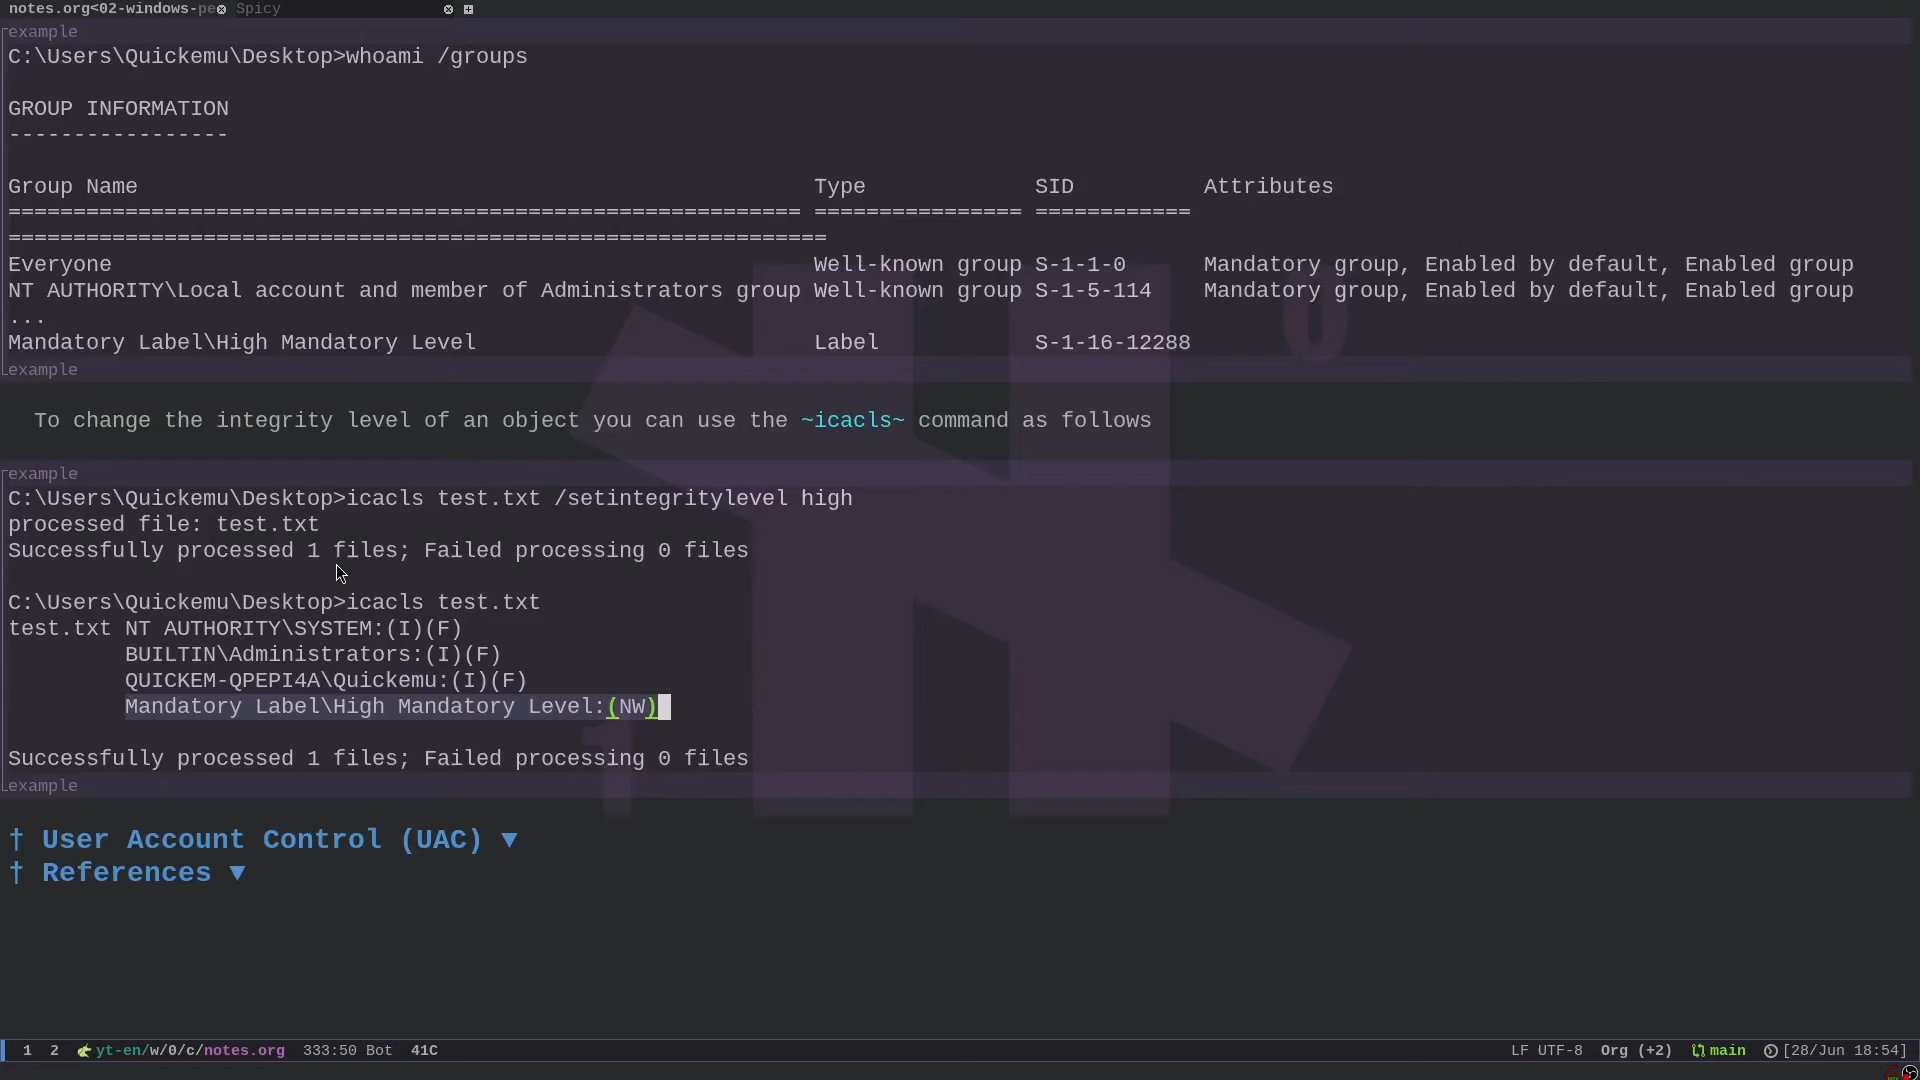 notes.org<02-windows-pe Spicy
example
C:\Users\Quickemu\Desktop>whoami /groups
GROUP INFORMATION
-----------------
Group Name Type SID Attributes
============================================================== ================ ============
===============================================================
Everyone Well-known group S-1-1-0 Mandatory group, Enabled by default, Enabled group
NT AUTHORITY\Local account and member of Administrators group Well-known group S-1-5-114 Mandatory group, Enabled by default, Enabled group
...
Mandatory Label\High Mandatory Level Label S-1-16-12288
example
To change the integrity level of an object you can use the ~icacls~ command as follows
example
C:\Users\Quickemu\Desktop>icacls test.txt /setintegritylevel high
processed file: test.txt
Successfully processed 1 files; Failed processing 0 files
C:\Users\Quickemu\Desktop>icacls test.txt
test.txt NT AUTHORITY\SYSTEM:(I)(F)
BUILTIN\Administrators:(I)(F)
QUICKEM-QPEPI4A\Quickemu:(I)(F)
Mandatory Label\High Mandatory Level:(NW)
Successfully processed 1 files; Failed processing 0 files
example
† User Account Control (UAC) ▼
† References ▼
1 2 yt-en/w/0/c/notes.org 333:50 Bot 41C LF UTF-8 Org (+2) main [28/Jun 18:54]